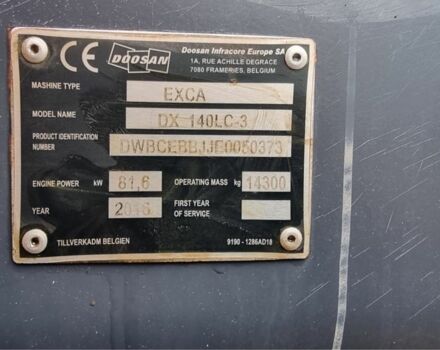 CE DOOSAN Doosan Infracore Europe SA
1A, RUE ACHILLE DEGRACE
7080 FRAMERIES, BELGIUM
MASHINE TYPE EXCA
MODEL NAME DX 140LC-3
PRODUCT IDENTIFICATION
NUMBER DWBCEBBJJE0050373
ENGINE POWER kW 81,6 OPERATING MASS kg 14300
YEAR 2016 FIRST YEAR
OF SERVICE
TILLVERKADM BELGIEN 9190 - 1286AD18